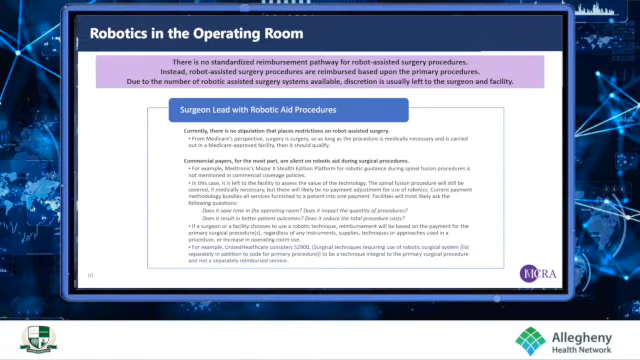 Robotics in the Operating Room
There is no standardized reimbursement pathway for robot-assisted surgery procedures.
Instead, robot-assisted surgery procedures are reimbursed based upon the primary procedures.
Due to the number of robotic assisted surgery systems available, discretion is usually left to the surgeon and facility.
Surgeon Lead with Robotic Aid Procedures
Currently, there is no stipulation that places restrictions on robot-assisted surgery.
• From Medicare's perspective, surgery is surgery, so as long as the procedure is medically necessary and is carried
out in a Medicare-approved facility, then it should qualify.
Commercial payers, for the most part, are silent on robotic aid during surgical procedures.
• For example, Medtronic's Mazor X Stealth Edition Platform for robotic guidance during spinal fusion procedures is
not mentioned in commercial coverage policies.
• In this case, it is left to the facility to assess the value of the technology. The spinal fusion procedure will still be
covered, if medically necessary, but there will likely be no payment adjustment for use of robotics. Current payment
methodology bundles all services furnished to a patient into one payment. Facilities will most likely ask the
following questions:
Does it save time in the operating room? Does it impact the quantity of procedures?
Does it result in better patient outcomes? Does it reduce the total procedure costs?
• If a surgeon or a facility chooses to use a robotic technique, reimbursement will be based on the payment for the
primary surgical procedure(s), regardless of any instruments, supplies, techniques or approaches used in a
procedure, or increase in operating room use.
• For example, UnitedHealthcare considers S2900, (Surgical techniques requiring use of robotic surgical system (list
separately in addition to code for primary procedure)) to be a technique integral to the primary surgical procedure
and not a separately reimbursed service.
10
MCRA
Allegheny
Health Network